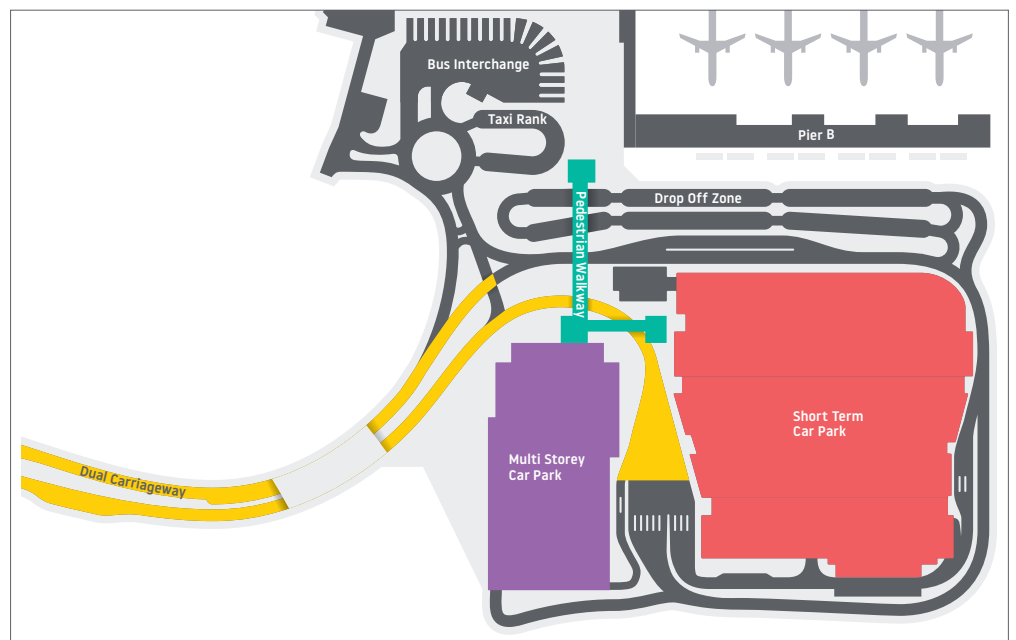 Bus Interchange
Taxi Rank
Pier B
Drop Off Zone
Pedestrian Walkway
Short Term
Car Park
Multi Storey
Car Park
Dual Carriageway